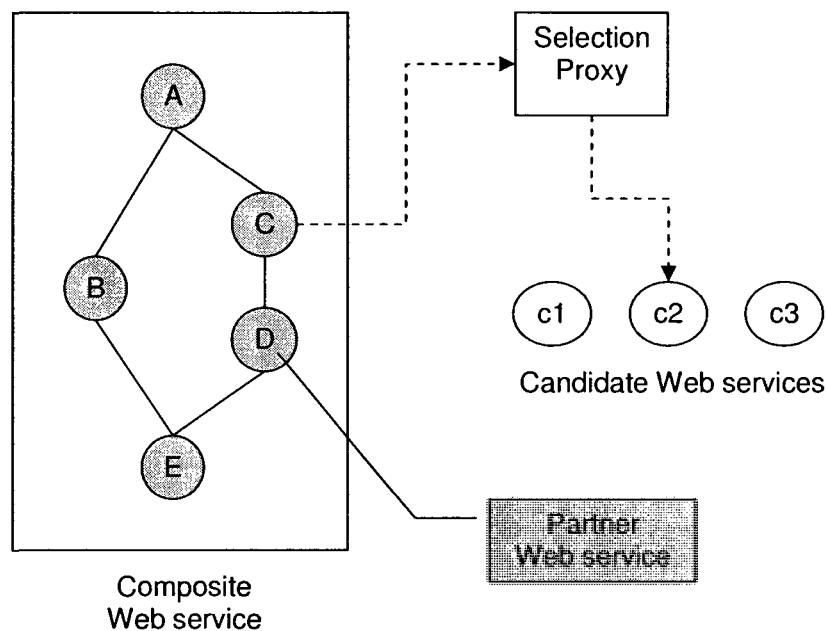 A
B
C
D
E
Composite
Web service
Selection
Proxy
c1
c2
c3
Candidate Web services
Partner
Web service